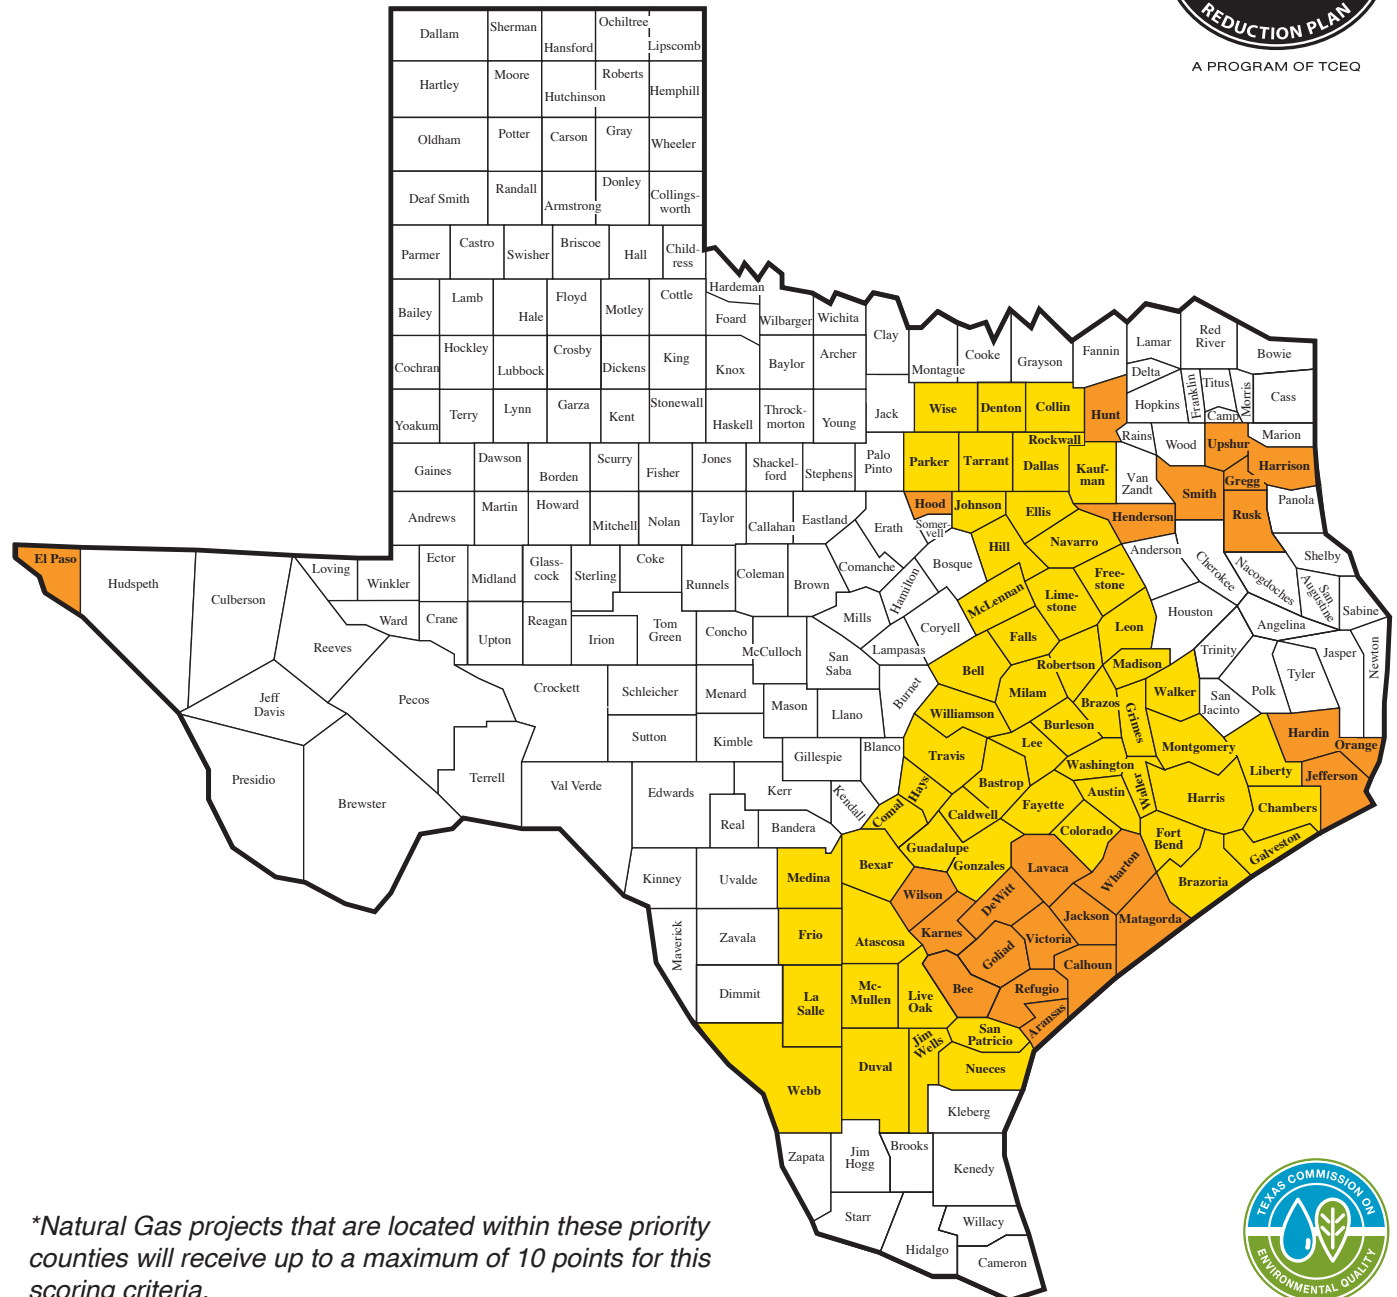 REDUCTION PLAN
A PROGRAM OF TCEQ
Dallam
Sherman
Hansford
Ochiltree
Lipscomb
Hartley
Moore
Hutchinson
Roberts
Hemphill
Oldham
Potter
Carson
Gray
Wheeler
Deaf Smith
Randall
Armstrong
Donley
Collings-
worth
Parmer
Castro
Swisher
Briscoe
Hall
Child-
ress
Bailey
Lamb
Hale
Floyd
Motley
Cottle
Hardeman
Foard
Wilbarger
Wichita
Clay
Montague
Cooke
Grayson
Fannin
Lamar
Red
River
Bowie
Cochran
Hockley
Lubbock
Crosby
Dickens
King
Knox
Baylor
Archer
Delta
Hopkins
Franklin
Titus
Camp
Morris
Cass
Yoakum
Terry
Lynn
Garza
Kent
Stonewall
Haskell
Throck-
morton
Young
Jack
Wise
Denton
Collin
Hunt
Rockwall
Rains
Wood
Upshur
Marion
Harrison
Gaines
Dawson
Borden
Scurry
Fisher
Jones
Shackel-
ford
Stephens
Palo
Pinto
Parker
Tarrant
Dallas
Kauf-
man
Van
Zandt
Smith
Gregg
Panola
Andrews
Martin
Howard
Mitchell
Nolan
Taylor
Callahan
Eastland
Erath
Hood
Somer-
vell
Johnson
Ellis
Henderson
Rusk
El Paso
Hudspeth
Culberson
Loving
Winkler
Ector
Midland
Glass-
cock
Sterling
Coke
Runnels
Coleman
Brown
Comanche
Hamilton
Bosque
Hill
Navarro
Anderson
Cherokee
Nacogdoches
Shelby
San
Augustine
Sabine
Reeves
Ward
Crane
Upton
Reagan
Irion
Tom
Green
Concho
McCulloch
Mills
San
Saba
Lampasas
Coryell
McLennan
Lime-
stone
Free-
stone
Leon
Houston
Angelina
Trinity
Jasper
Newton
Jeff
Davis
Pecos
Crockett
Schleicher
Menard
Mason
Llano
Burnet
Bell
Falls
Robertson
Milam
Madison
Brazos
Grimes
Walker
San
Jacinto
Polk
Tyler
Hardin
Orange
Jefferson
Presidio
Brewster
Terrell
Val Verde
Sutton
Kimble
Gillespie
Blanco
Williamson
Travis
Lee
Burleson
Washington
Waller
Montgomery
Liberty
Chambers
Harris
Galveston
Edwards
Kerr
Real
Bandera
Kendall
Comal
Hays
Bastrop
Caldwell
Fayette
Austin
Colorado
Fort
Bend
Brazoria
Kinney
Uvalde
Medina
Bexar
Guadalupe
Gonzales
Lavaca
Wharton
Wilson
DeWitt
Jackson
Matagorda
Maverick
Zavala
Frio
Atascosa
Karnes
Goliad
Victoria
Calhoun
Dimmit
La
Salle
Mc-
Mullen
Live
Oak
Bee
Refugio
Aransas
Webb
Duval
Jim
Wells
San
Patricio
Nueces
Kleberg
Zapata
Jim
Hogg
Brooks
Kenedy
Starr
Hidalgo
Willacy
Cameron
*Natural Gas projects that are located within these priority
counties will receive up to a maximum of 10 points for this
scoring criteria.
TEXAS COMMISSION ON
ENVIRONMENTAL QUALITY